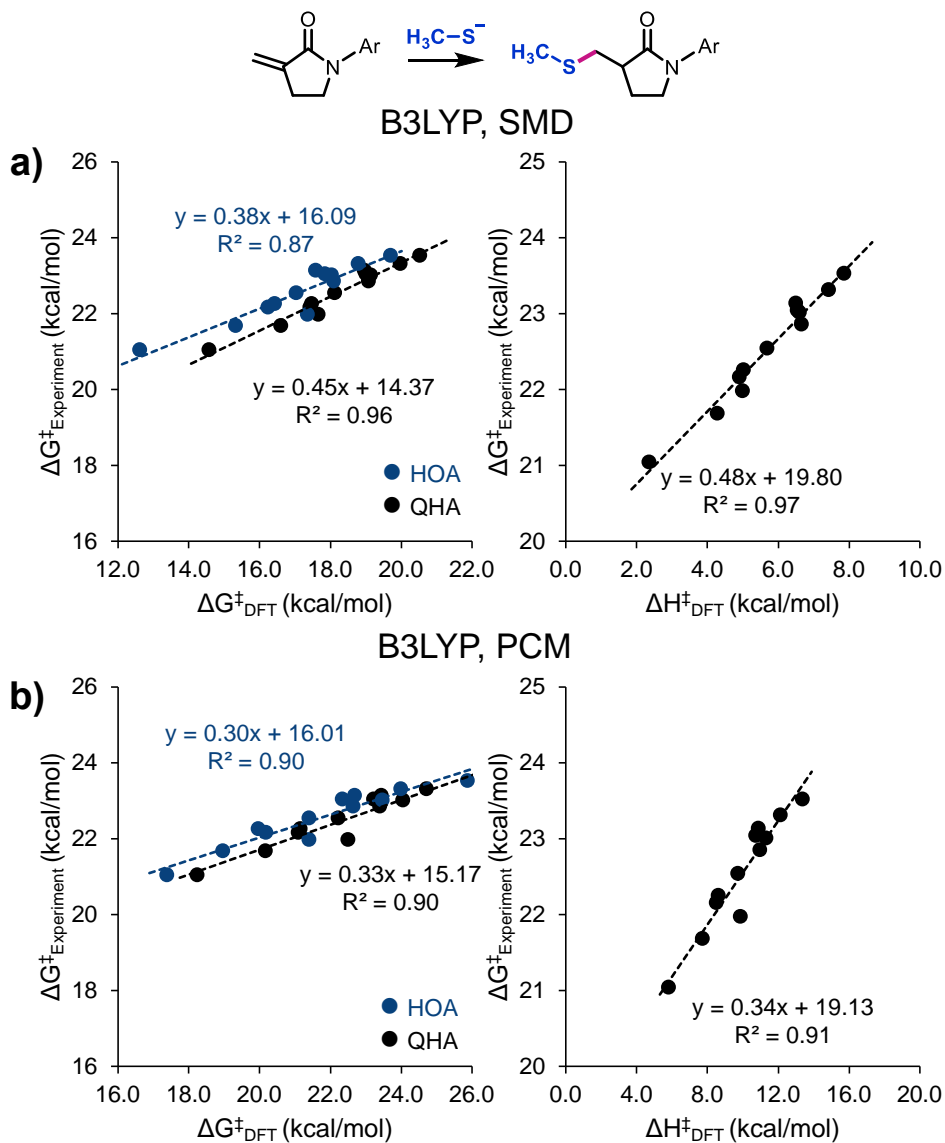 O
N
Ar
H₃C–S⁻
H₃C
S
O
N
Ar
B3LYP, SMD
a)
26
24
22
20
18
16
ΔG‡Experiment (kcal/mol)
y = 0.38x + 16.09
R² = 0.87
y = 0.45x + 14.37
R² = 0.96
HOA
QHA
12.0 14.0 16.0 18.0 20.0 22.0
ΔG‡DFT (kcal/mol)
25
24
23
22
21
20
ΔG‡Experiment (kcal/mol)
y = 0.48x + 19.80
R² = 0.97
0.0 2.0 4.0 6.0 8.0 10.0
ΔH‡DFT (kcal/mol)
B3LYP, PCM
b)
26
24
22
20
18
16
ΔG‡Experiment (kcal/mol)
y = 0.30x + 16.01
R² = 0.90
y = 0.33x + 15.17
R² = 0.90
HOA
QHA
16.0 18.0 20.0 22.0 24.0 26.0
ΔG‡DFT (kcal/mol)
25
24
23
22
21
20
ΔG‡Experiment (kcal/mol)
y = 0.34x + 19.13
R² = 0.91
0.0 4.0 8.0 12.0 16.0 20.0
ΔH‡DFT (kcal/mol)